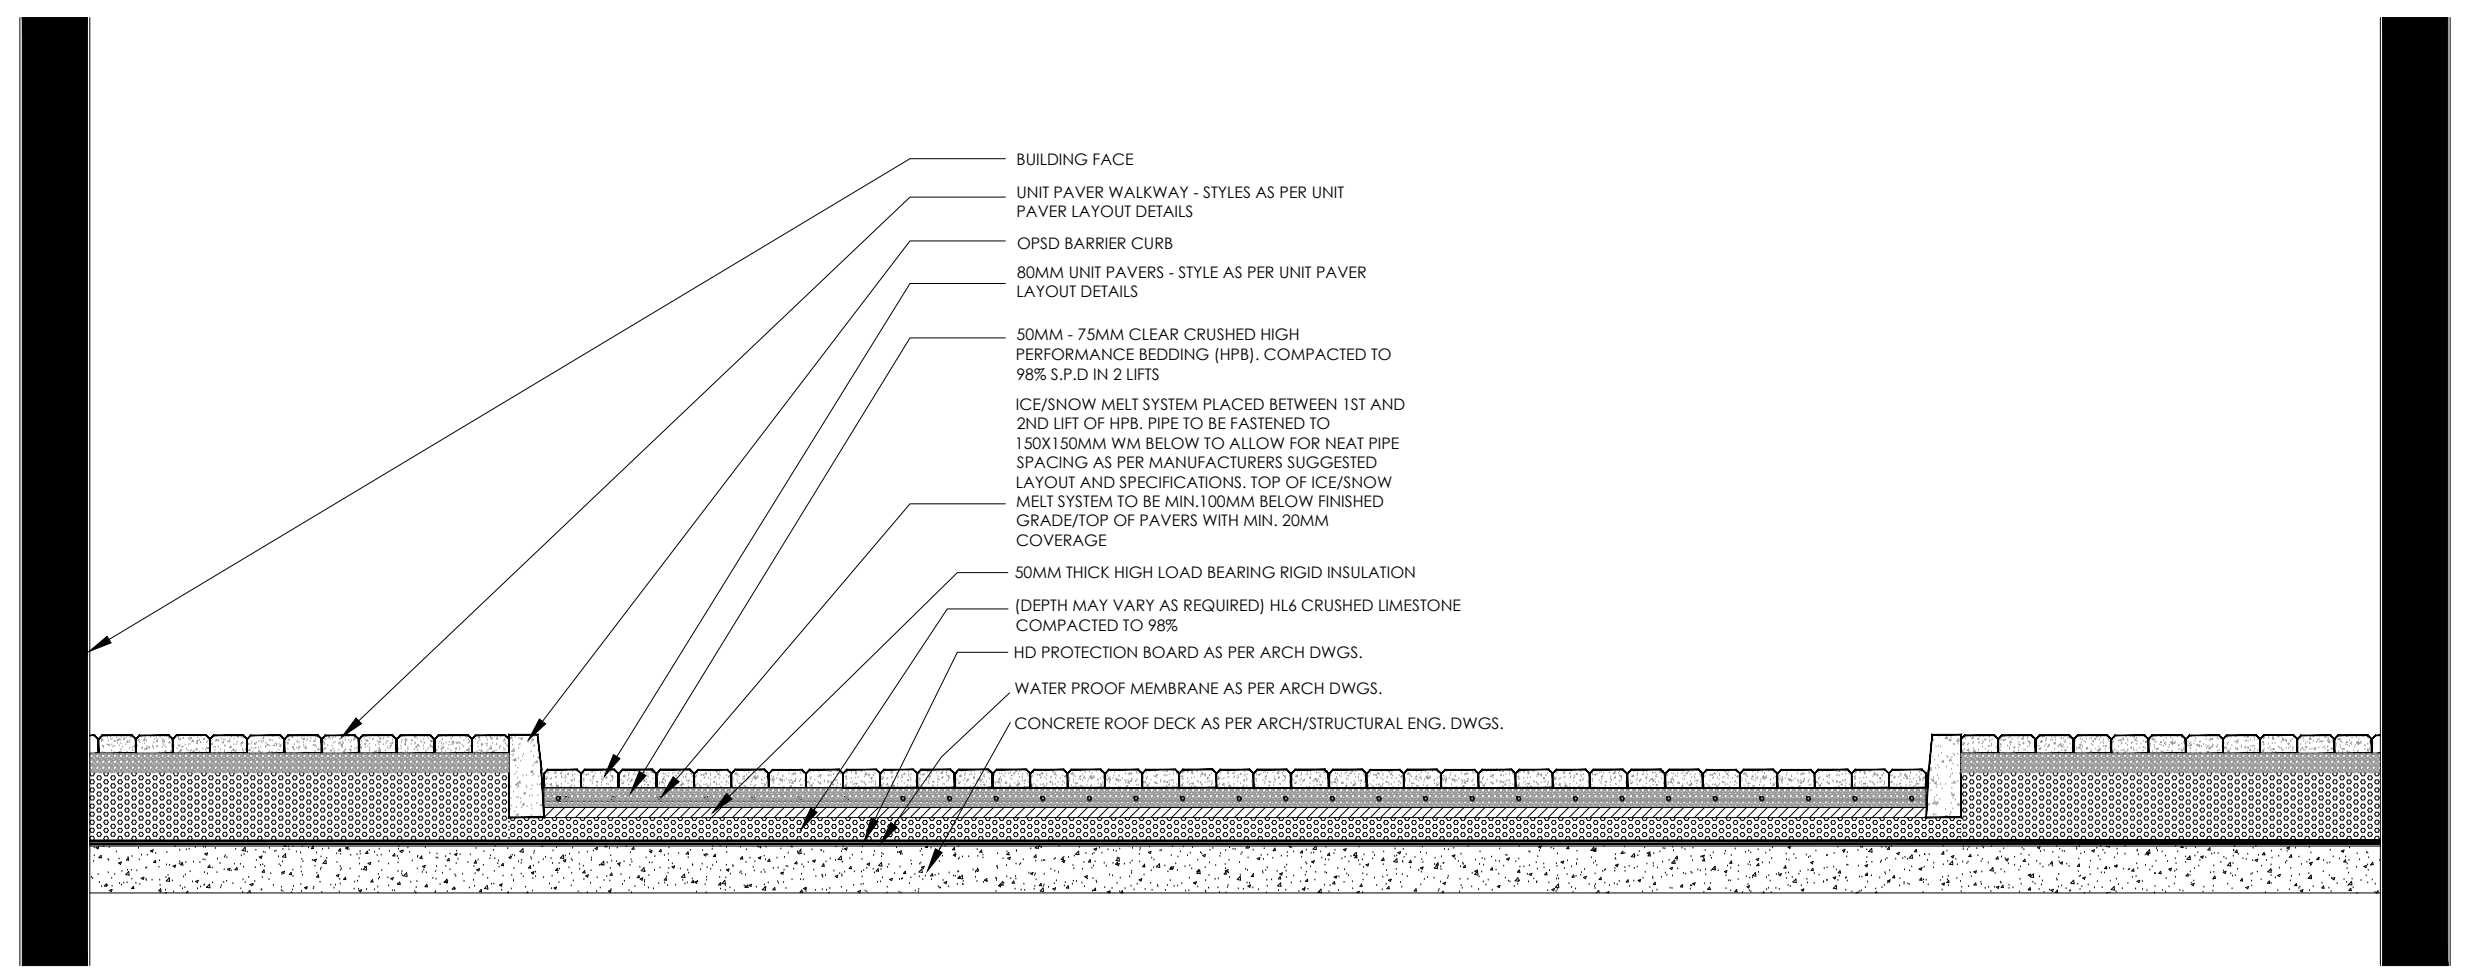 BUILDING FACE
UNIT PAVER WALKWAY - STYLES AS PER UNIT
PAVER LAYOUT DETAILS
OPSD BARRIER CURB
80MM UNIT PAVERS - STYLE AS PER UNIT PAVER
LAYOUT DETAILS
50MM - 75MM CLEAR CRUSHED HIGH
PERFORMANCE BEDDING (HPB). COMPACTED TO
98% S.P.D IN 2 LIFTS
ICE/SNOW MELT SYSTEM PLACED BETWEEN 1ST AND
2ND LIFT OF HPB. PIPE TO BE FASTENED TO
150X150MM WM BELOW TO ALLOW FOR NEAT PIPE
SPACING AS PER MANUFACTURERS SUGGESTED
LAYOUT AND SPECIFICATIONS. TOP OF ICE/SNOW
MELT SYSTEM TO BE MIN.100MM BELOW FINISHED
GRADE/TOP OF PAVERS WITH MIN. 20MM
COVERAGE
50MM THICK HIGH LOAD BEARING RIGID INSULATION
(DEPTH MAY VARY AS REQUIRED) HL6 CRUSHED LIMESTONE
COMPACTED TO 98%
HD PROTECTION BOARD AS PER ARCH DWGS.
WATER PROOF MEMBRANE AS PER ARCH DWGS.
CONCRETE ROOF DECK AS PER ARCH/STRUCTURAL ENG. DWGS.